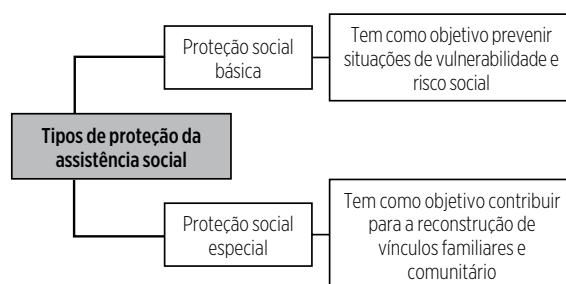 Proteção social
básica
Tem como objetivo prevenir
situações de vulnerabilidade e
risco social
Tipos de proteção da
assistência social
Proteção social
especial
Tem como objetivo contribuir
para a reconstrução de
vínculos familiares e
comunitário